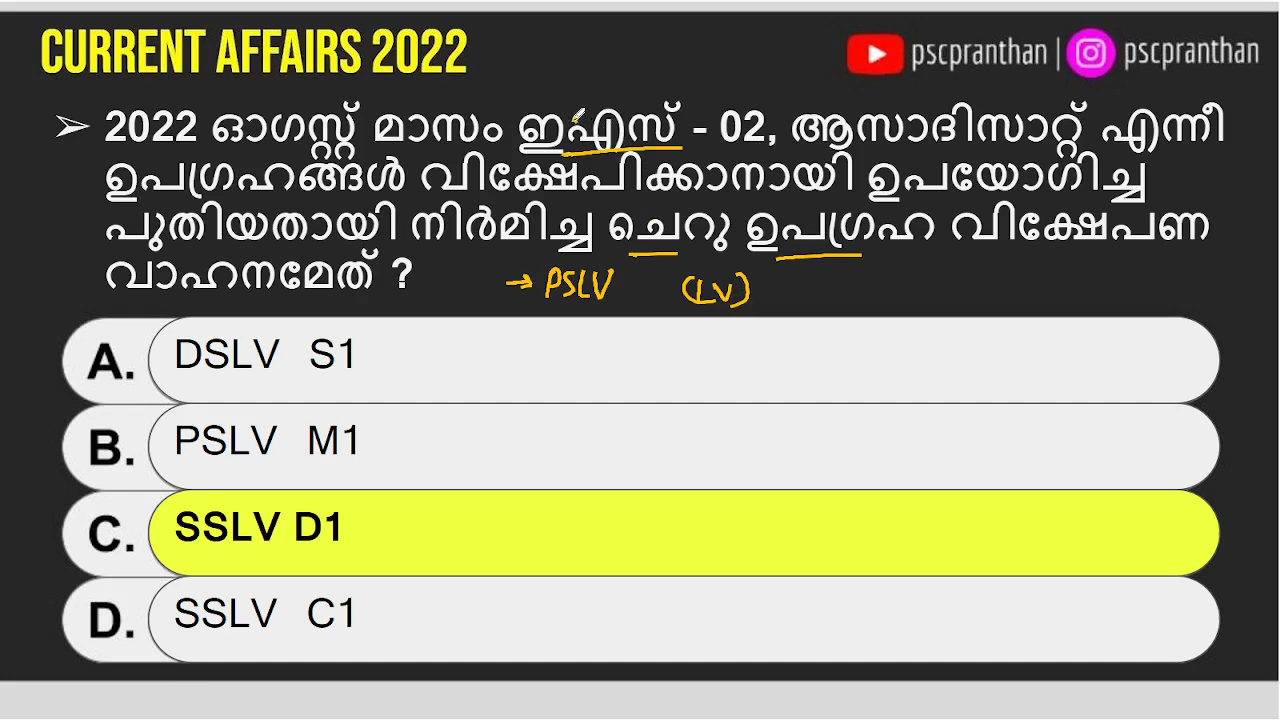 CURRENT AFFAIRS 2022
pscpranthan | pscpranthan
➢ 2022 ഓഗസ്റ്റ് മാസം ഇഎസ് - 02, ആസാദിസാറ്റ് എന്നീ
ഉപഗ്രഹങ്ങൾ വിക്ഷേപിക്കാനായി ഉപയോഗിച്ച
പുതിയതായി നിർമിച്ച ചെറു ഉപഗ്രഹ വിക്ഷേപണ
വാഹനമേത് ?
→ PSLV (LV)
A. DSLV S1
B. PSLV M1
C. SSLV D1
D. SSLV C1